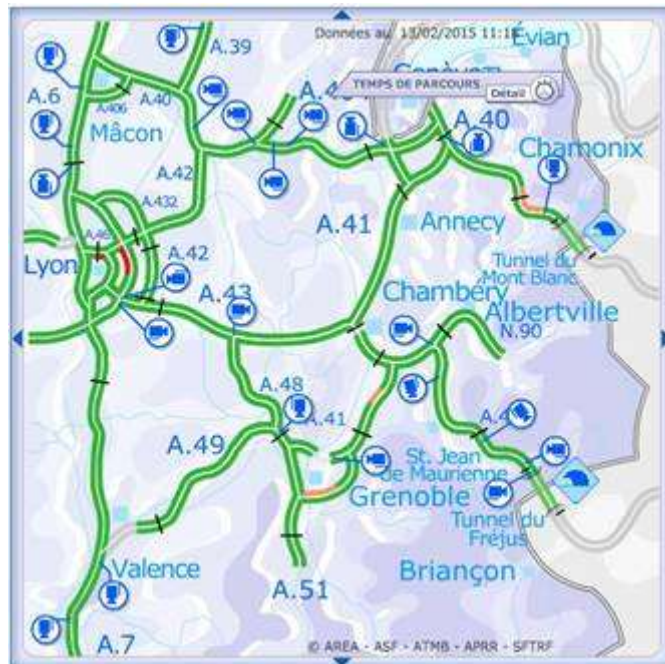 Données au 13/02/2015 11:18
A.39
Évian
Genève
TEMPS DE PARCOURS
Détail
A.6
A.40
A.406
A.40
Mâcon
Chamonix
A.42
A.432
A.41
Annecy
A.46
Lyon
A.42
Tunnel du
Mont Blanc
A.43
Chambéry
Albertville
N.90
A.48
A.41
A.49
St. Jean
de Maurienne
Grenoble
Tunnel du
Fréjus
Valence
A.51
Briançon
A.7
© AREA - ASF - ATMB - APRR - SFTRF